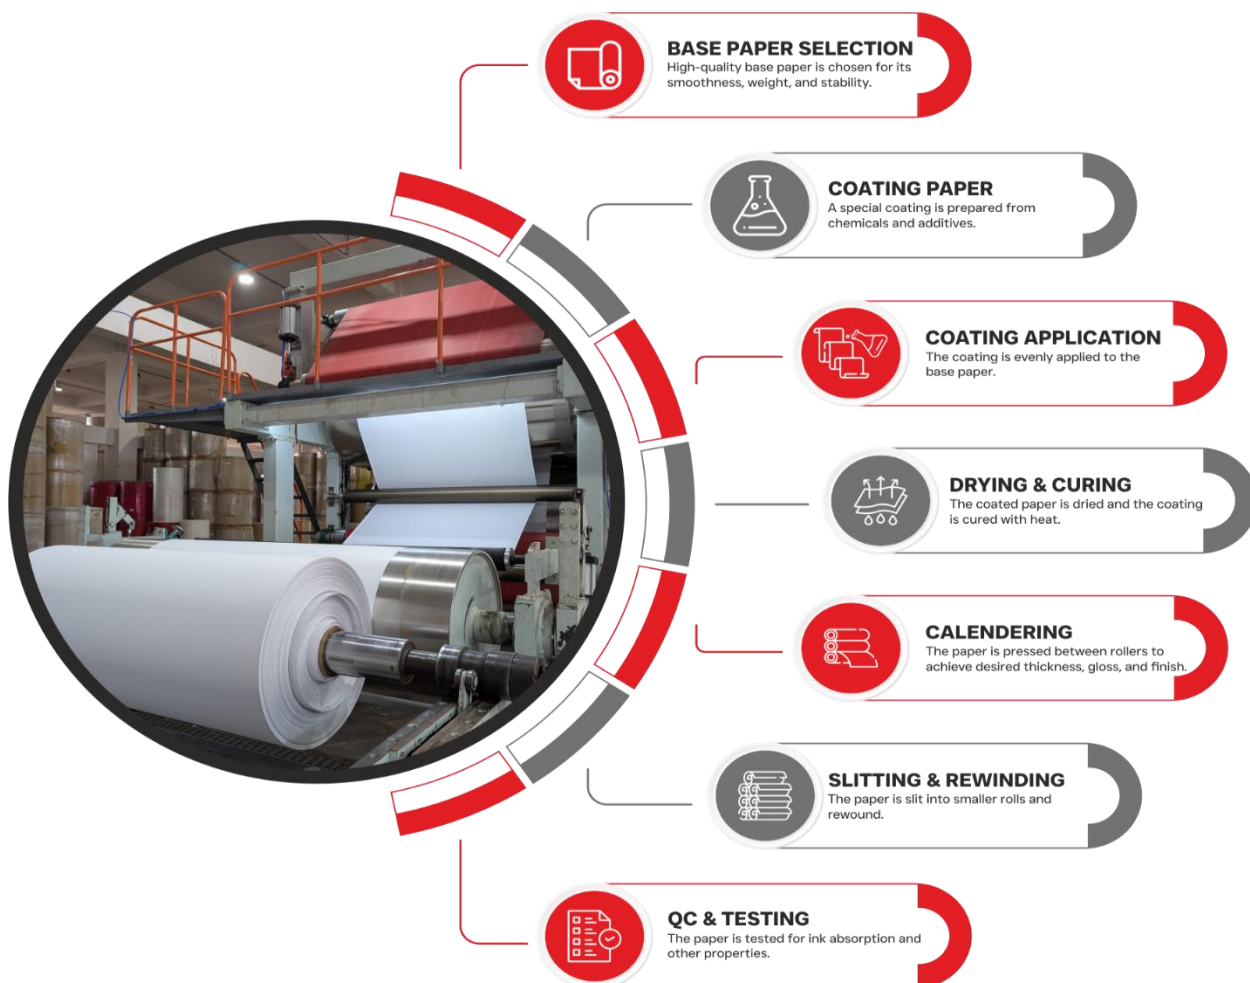 BASE PAPER SELECTION
High-quality base paper is chosen for its
smoothness, weight, and stability.
COATING PAPER
A special coating is prepared from
chemicals and additives.
COATING APPLICATION
The coating is evenly applied to the
base paper.
DRYING & CURING
The coated paper is dried and the coating
is cured with heat.
CALENDERING
The paper is pressed between rollers to
achieve desired thickness, gloss, and finish.
SLITTING & REWINDING
The paper is slit into smaller rolls and
rewound.
QC & TESTING
The paper is tested for ink absorption and
other properties.